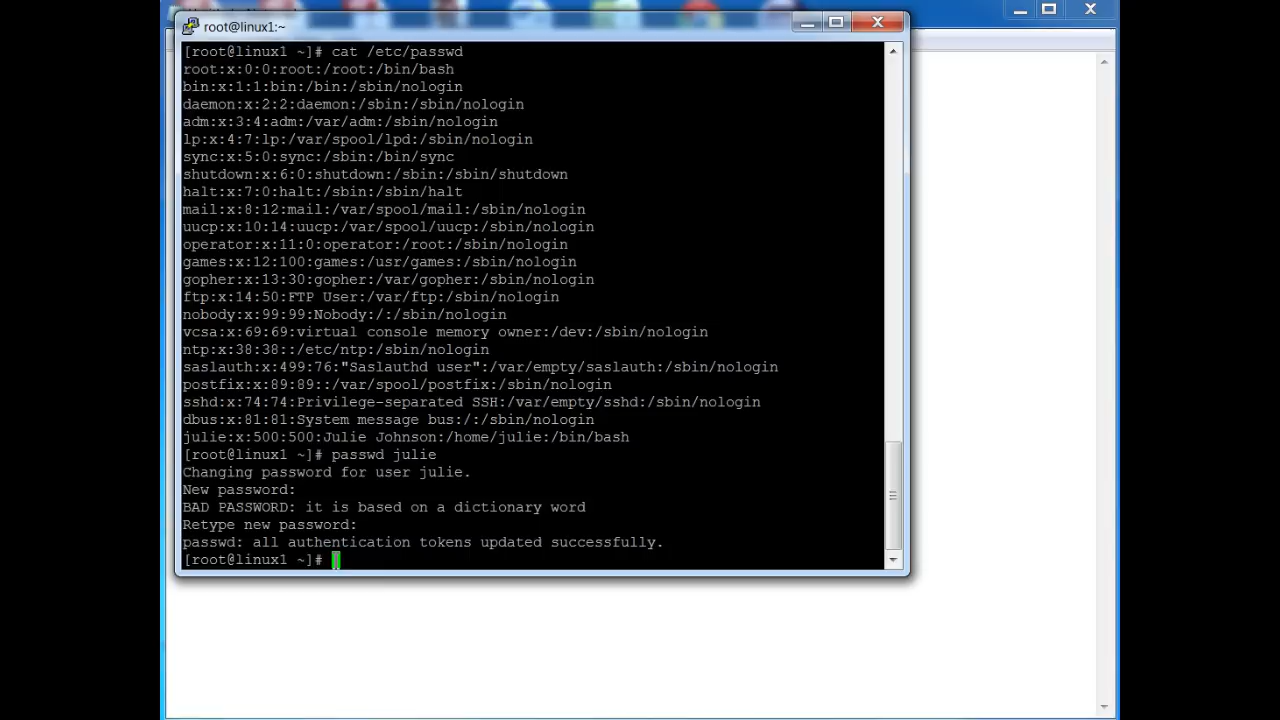 root@linux1:~
[root@linux1 ~]# cat /etc/passwd
root:x:0:0:root:/root:/bin/bash
bin:x:1:1:bin:/bin:/sbin/nologin
daemon:x:2:2:daemon:/sbin:/sbin/nologin
adm:x:3:4:adm:/var/adm:/sbin/nologin
lp:x:4:7:lp:/var/spool/lpd:/sbin/nologin
sync:x:5:0:sync:/sbin:/bin/sync
shutdown:x:6:0:shutdown:/sbin:/sbin/shutdown
halt:x:7:0:halt:/sbin:/sbin/halt
mail:x:8:12:mail:/var/spool/mail:/sbin/nologin
uucp:x:10:14:uucp:/var/spool/uucp:/sbin/nologin
operator:x:11:0:operator:/root:/sbin/nologin
games:x:12:100:games:/usr/games:/sbin/nologin
gopher:x:13:30:gopher:/var/gopher:/sbin/nologin
ftp:x:14:50:FTP User:/var/ftp:/sbin/nologin
nobody:x:99:99:Nobody:/:/sbin/nologin
vcsa:x:69:69:virtual console memory owner:/dev:/sbin/nologin
ntp:x:38:38::/etc/ntp:/sbin/nologin
saslauth:x:499:76:"Saslauthd user":/var/empty/saslauth:/sbin/nologin
postfix:x:89:89::/var/spool/postfix:/sbin/nologin
sshd:x:74:74:Privilege-separated SSH:/var/empty/sshd:/sbin/nologin
dbus:x:81:81:System message bus:/:/sbin/nologin
julie:x:500:500:Julie Johnson:/home/julie:/bin/bash
[root@linux1 ~]# passwd julie
Changing password for user julie.
New password:
BAD PASSWORD: it is based on a dictionary word
Retype new password:
passwd: all authentication tokens updated successfully.
[root@linux1 ~]#